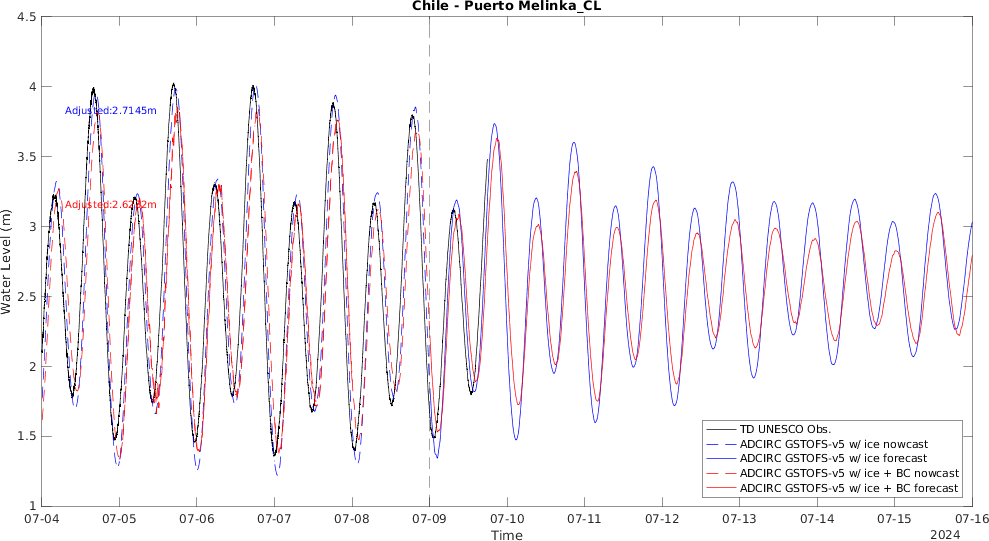 Chile - Puerto Melinka_CL
4.5
4
3.5
3
2.5
2
1.5
1
Water Level (m)
Adjusted:2.7145m
07-04
07-05
07-06
07-07
07-08
07-09
07-10
07-11
07-12
07-13
07-14
07-15
07-16
2024
Time
TD UNESCO Obs.
ADCIRC GSTOFS-v5 w/ ice nowcast
ADCIRC GSTOFS-v5 w/ ice forecast
ADCIRC GSTOFS-v5 w/ ice + BC nowcast
ADCIRC GSTOFS-v5 w/ ice + BC forecast